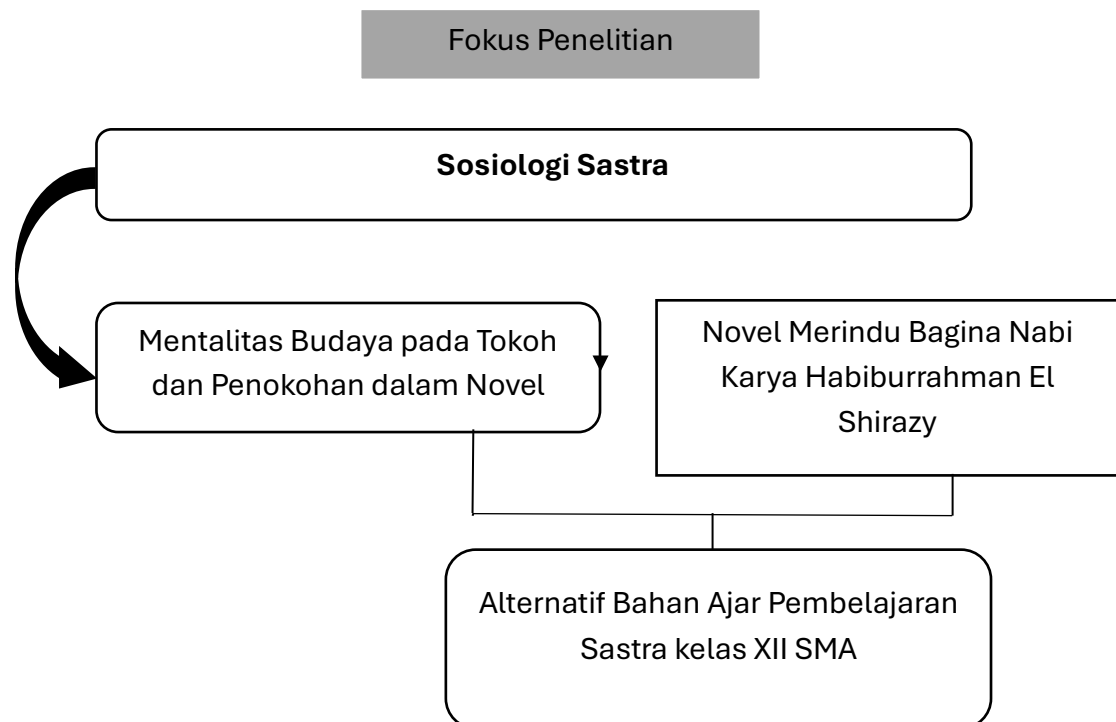 Fokus Penelitian
Sosiologi Sastra
Mentalitas Budaya pada Tokoh
dan Penokohan dalam Novel
Novel Merindu Bagina Nabi
Karya Habiburrahman El
Shirazy
Alternatif Bahan Ajar Pembelajaran
Sastra kelas XII SMA